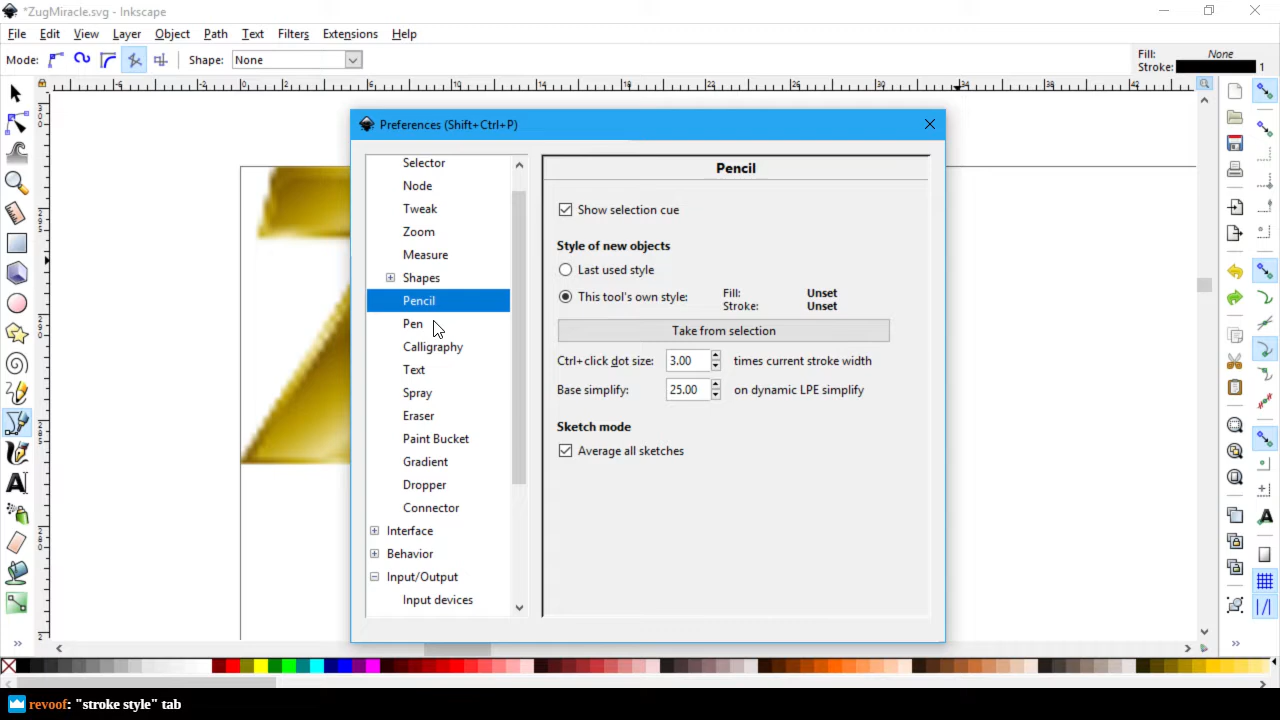 *ZugMiracle.svg - Inkscape
File Edit View Layer Object Path Text Filters Extensions Help
Mode: Shape: None
Fill: None
Stroke: 1
Preferences (Shift+Ctrl+P)
Selector
Node
Tweak
Zoom
Measure
Shapes
Pencil
Pen
Calligraphy
Text
Spray
Eraser
Paint Bucket
Gradient
Dropper
Connector
Interface
Behavior
Input/Output
Input devices
Pencil
Show selection cue
Style of new objects
Last used style
This tool's own style: Fill: Unset
Stroke: Unset
Take from selection
Ctrl+click dot size: 3.00 times current stroke width
Base simplify: 25.00 on dynamic LPE simplify
Sketch mode
Average all sketches
revoof: "stroke style" tab